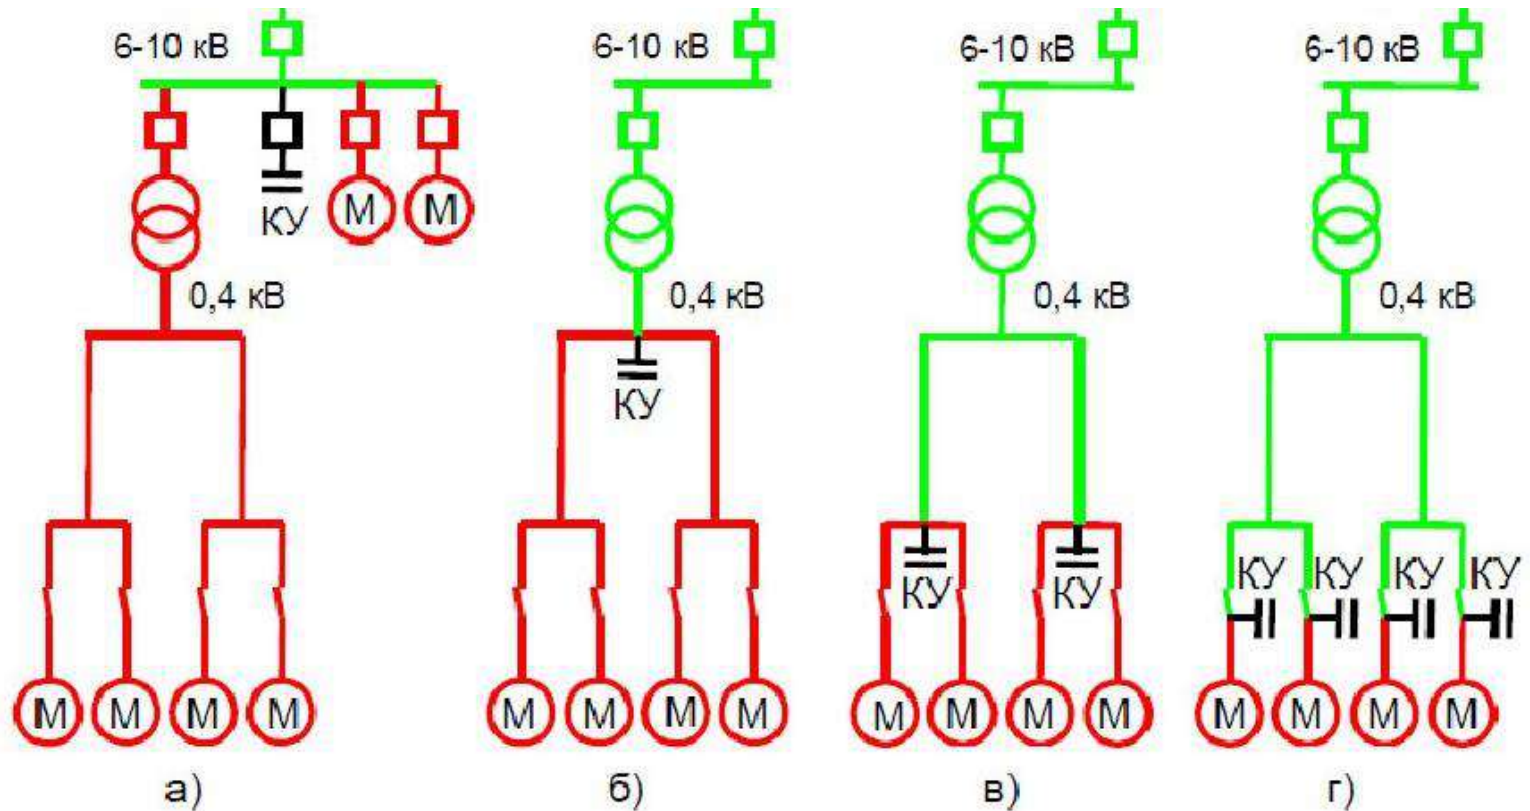 6-10 кВ 6-10 кВ 6-10 кВ 6-10 кВ
КУ М М
0,4 кВ 0,4 кВ 0,4 кВ 0,4 кВ
КУ
КУ КУ КУ КУ КУ КУ
М М М М М М М М М М М М М М М М
а) б) в) г)